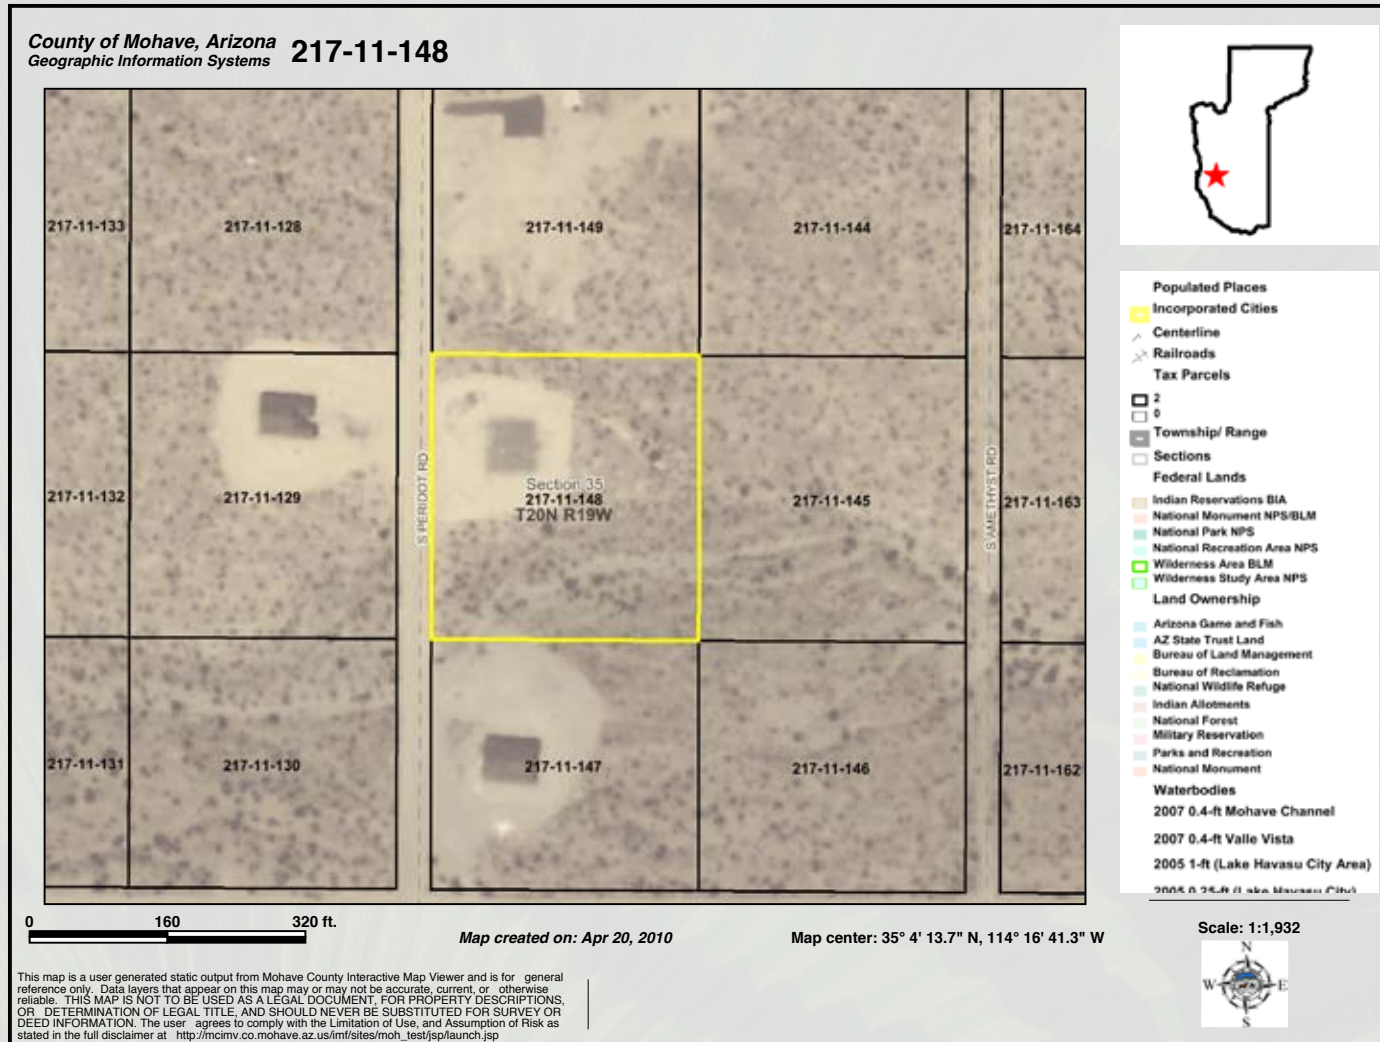 County of Mohave, Arizona
Geographic Information Systems
217-11-148
217-11-133
217-11-128
217-11-149
217-11-144
217-11-164
217-11-132
217-11-129
S PERIDOT RD
Section 35
217-11-148
T20N R19W
217-11-145
S AMETHYST RD
217-11-163
217-11-131
217-11-130
217-11-147
217-11-146
217-11-162
Populated Places
Incorporated Cities
Centerline
Railroads
Tax Parcels
2
0
Township/ Range
Sections
Federal Lands
Indian Reservations BIA
National Monument NPS/BLM
National Park NPS
National Recreation Area NPS
Wilderness Area BLM
Wilderness Study Area NPS
Land Ownership
Arizona Game and Fish
AZ State Trust Land
Bureau of Land Management
Bureau of Reclamation
National Wildlife Refuge
Indian Allotments
National Forest
Military Reservation
Parks and Recreation
National Monument
Waterbodies
2007 0.4-ft Mohave Channel
2007 0.4-ft Valle Vista
2005 1-ft (Lake Havasu City Area)
2005 0.25-ft (Lake Havasu City)
0 160 320 ft.
Map created on: Apr 20, 2010
Map center: 35° 4' 13.7" N, 114° 16' 41.3" W
Scale: 1:1,932
N
W E
S
This map is a user generated static output from Mohave County Interactive Map Viewer and is for general
reference only. Data layers that appear on this map may or may not be accurate, current, or otherwise
reliable. THIS MAP IS NOT TO BE USED AS A LEGAL DOCUMENT, FOR PROPERTY DESCRIPTIONS,
OR DETERMINATION OF LEGAL TITLE, AND SHOULD NEVER BE SUBSTITUTED FOR SURVEY OR
DEED INFORMATION. The user agrees to comply with the Limitation of Use, and Assumption of Risk as
stated in the full disclaimer at http://mcimv.co.mohave.az.us/imf/sites/moh_test/jsp/launch.jsp